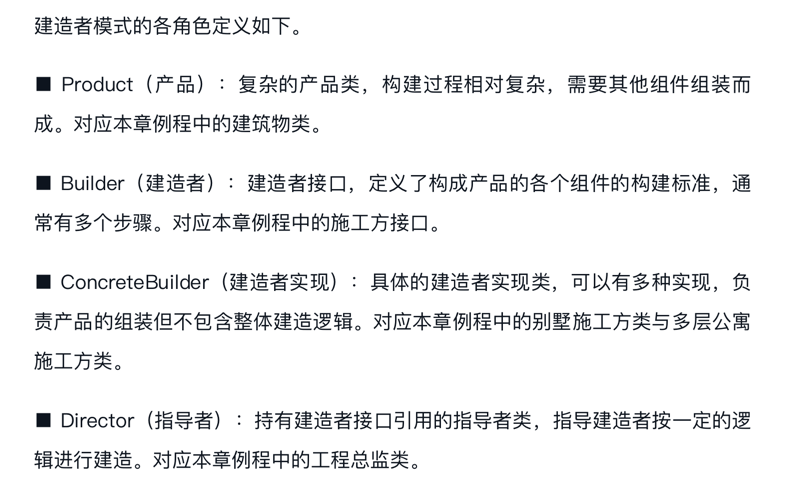 建造者模式的各角色定义如下。
■ Product（产品）：复杂的产品类，构建过程相对复杂，需要其他组件组装而
成。对应本章例程中的建筑物类。
■ Builder（建造者）：建造者接口，定义了构成产品的各个组件的构建标准，通
常有多个步骤。对应本章例程中的施工方接口。
■ ConcreteBuilder（建造者实现）：具体的建造者实现类，可以有多种实现，负
责产品的组装但不包含整体建造逻辑。对应本章例程中的别墅施工方类与多层公寓
施工方类。
■ Director（指导者）：持有建造者接口引用的指导者类，指导建造者按一定的逻
辑进行建造。对应本章例程中的工程总监类。